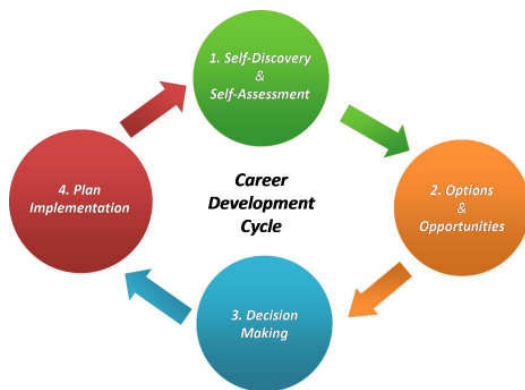 1. Self-Discovery
&
Self-Assessment
2. Options
&
Opportunities
3. Decision
Making
4. Plan
Implementation
Career
Development
Cycle